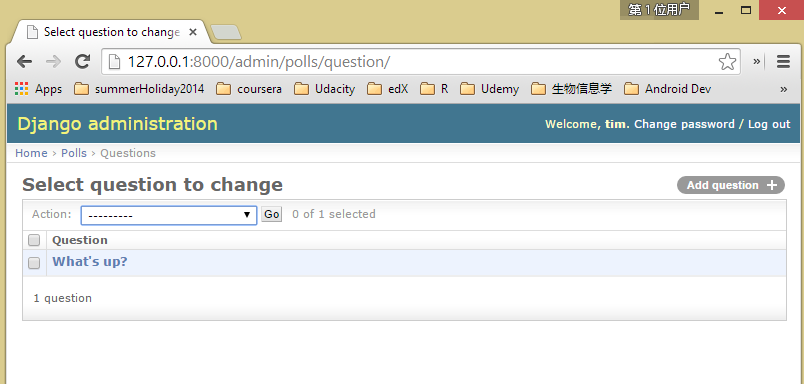 第 1 位用户
Select question to change
127.0.0.1:8000/admin/polls/question/ »
Apps summerHoliday2014 coursera Udacity edX R Udemy 生物信息学 Android Dev »
Django administration Welcome, tim. Change password / Log out
Home › Polls › Questions
Select question to change Add question +
Action: --------- Go 0 of 1 selected
Question
What's up?
1 question